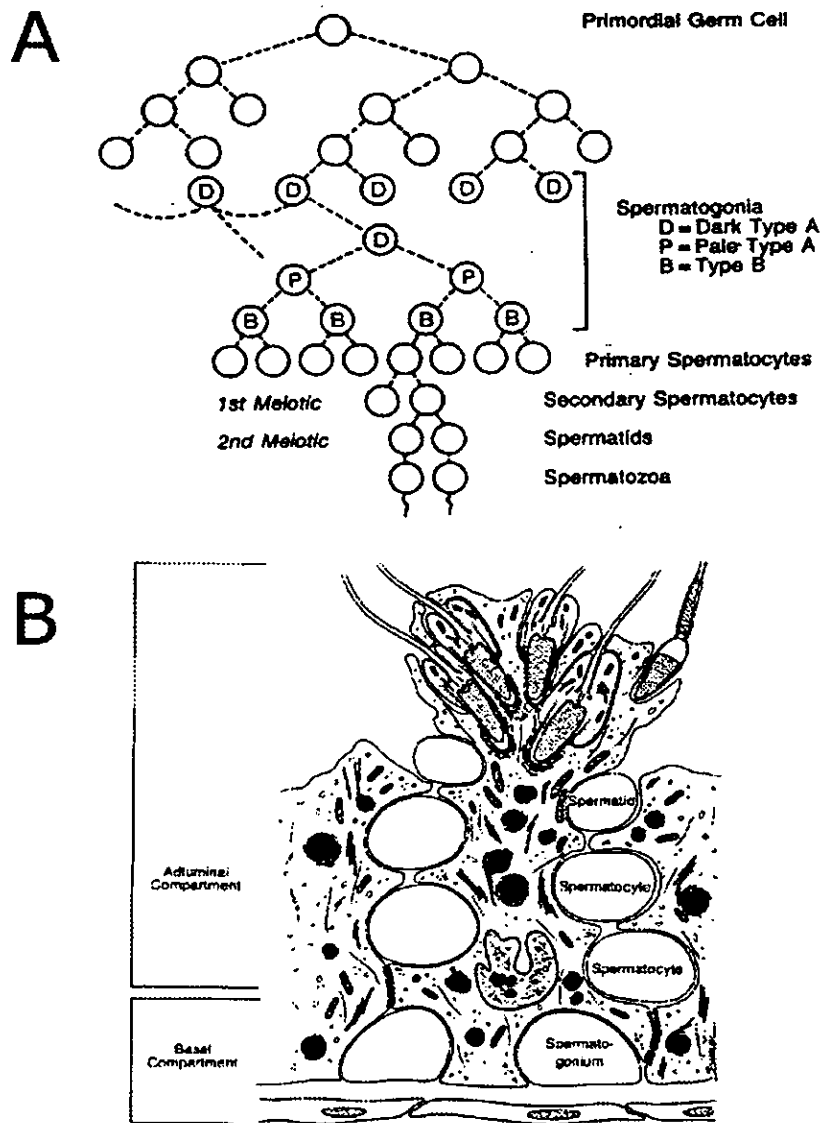 A
Primordial Germ Cell
D
D
D
D
D
Spermatogonia
D = Dark Type A
P = Pale Type A
B = Type B
D
P
P
B
B
B
B
Primary Spermatocytes
1st Meiotic
Secondary Spermatocytes
2nd Meiotic
Spermatids
Spermatozoa
B
Spermatid
Adluminal
Compartment
Spermatocyte
Spermatocyte
Basal
Compartment
Spermato-
gonium